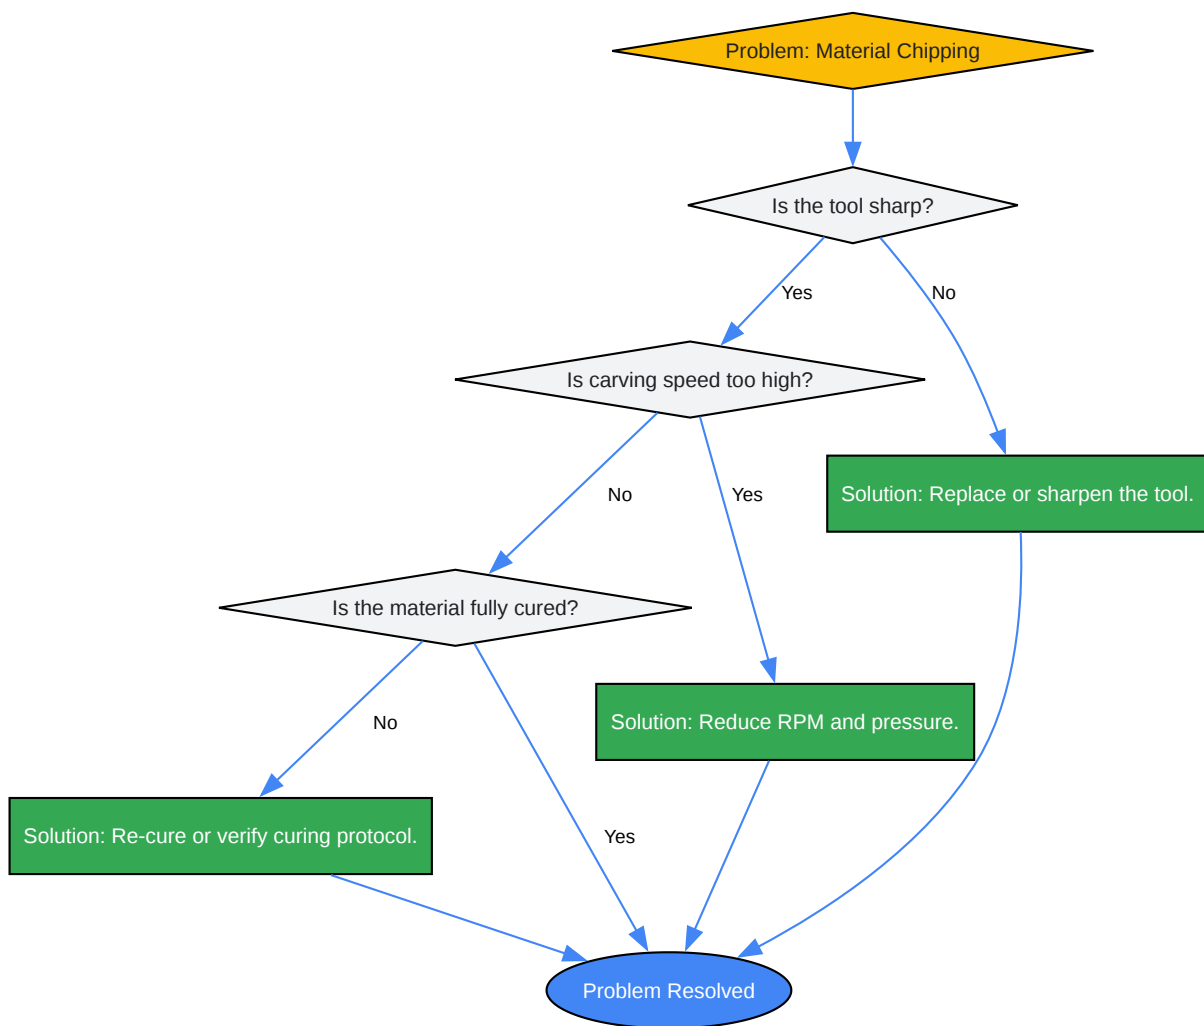 Problem: Material Chipping
Is the tool sharp?
Yes
No
Is carving speed too high?
No
Yes
Solution: Replace or sharpen the tool.
Is the material fully cured?
No
Solution: Reduce RPM and pressure.
Solution: Re-cure or verify curing protocol.
Yes
Problem Resolved